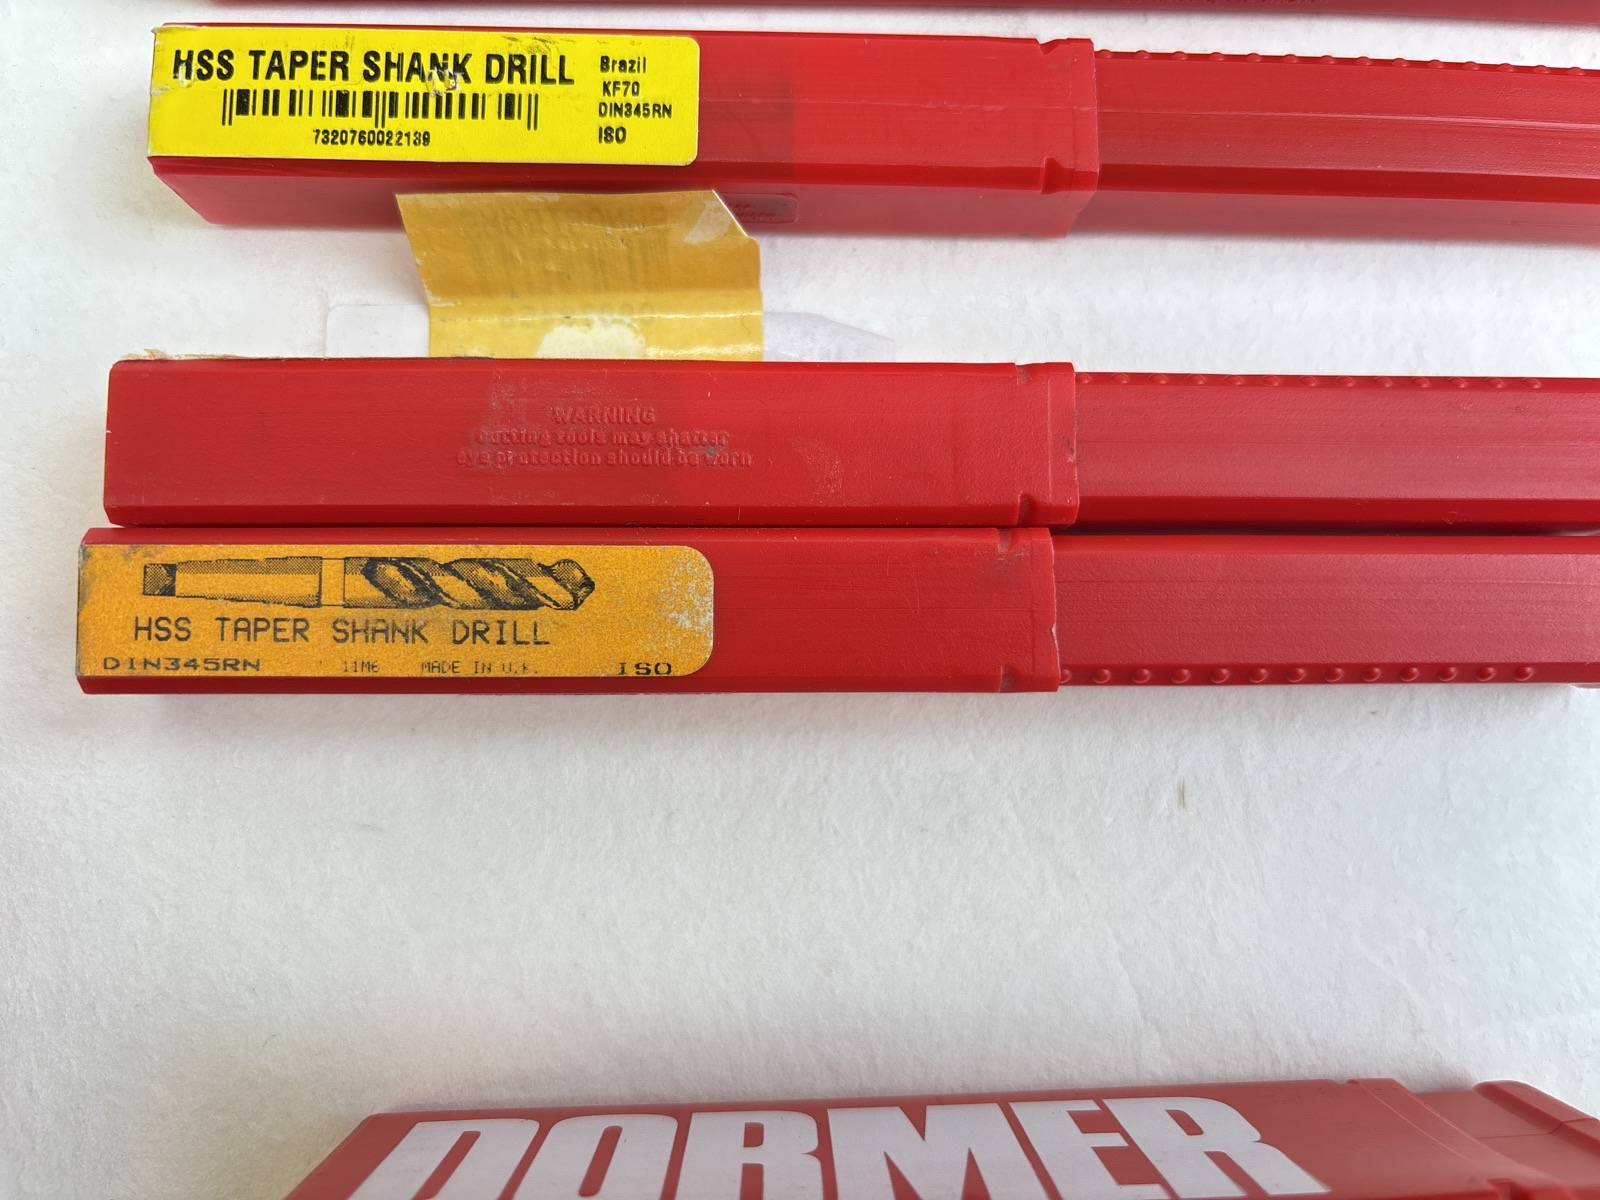 HSS TAPER SHANK DRILL
Brazil
KF70
DIN345RN
ISO
7320760022139
WARNING
cutting tools may shatter
eye protection should be worn
HSS TAPER SHANK DRILL
DIN345RN 11M6 MADE IN U.K. ISO
DORMER